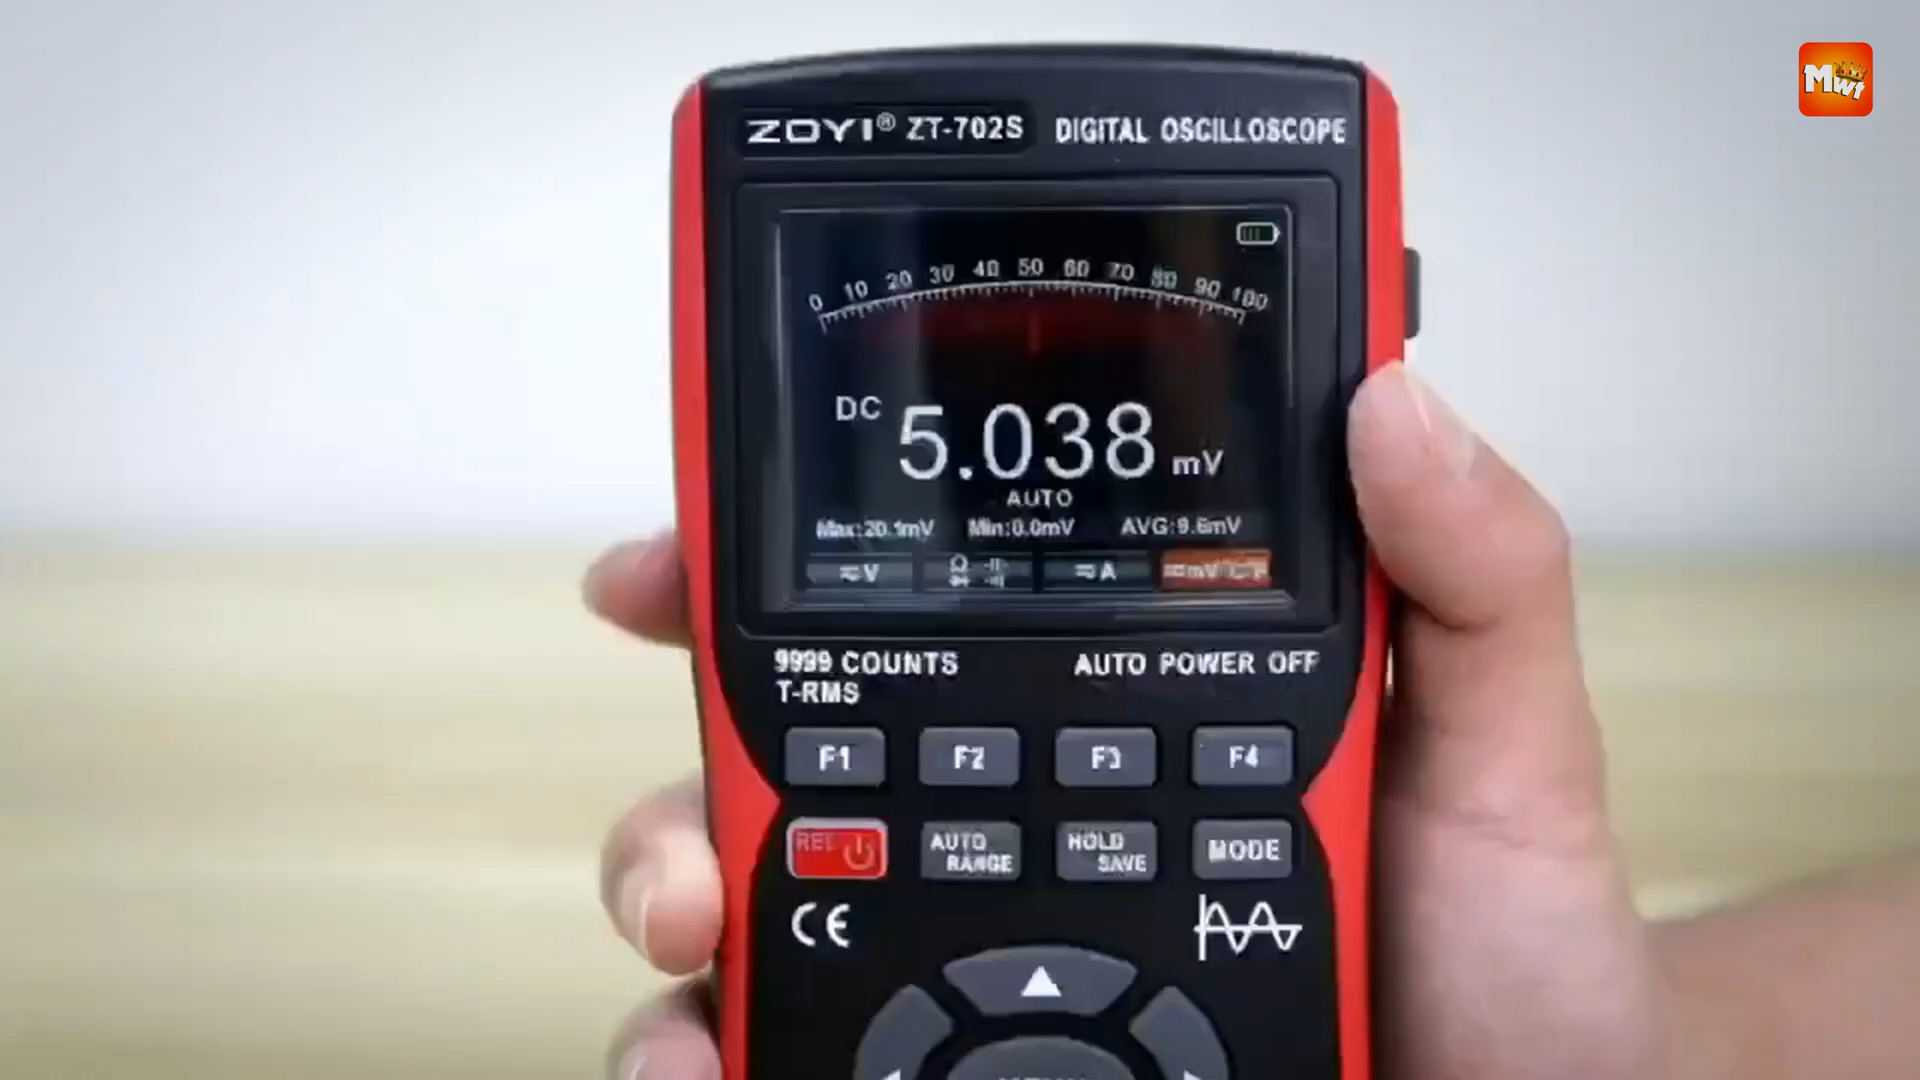 MWT
ZOYI® ZT-702S DIGITAL OSCILLOSCOPE
0 10 20 30 40 50 60 70 80 90 100
DC 5.038 mV
AUTO
Max:20.1mV Min:0.0mV AVG:9.6mV
V Ω A mV
9999 COUNTS AUTO POWER OFF
T-RMS
F1 F2 F3 F4
REL AUTO RANGE HOLD SAVE MODE
CE